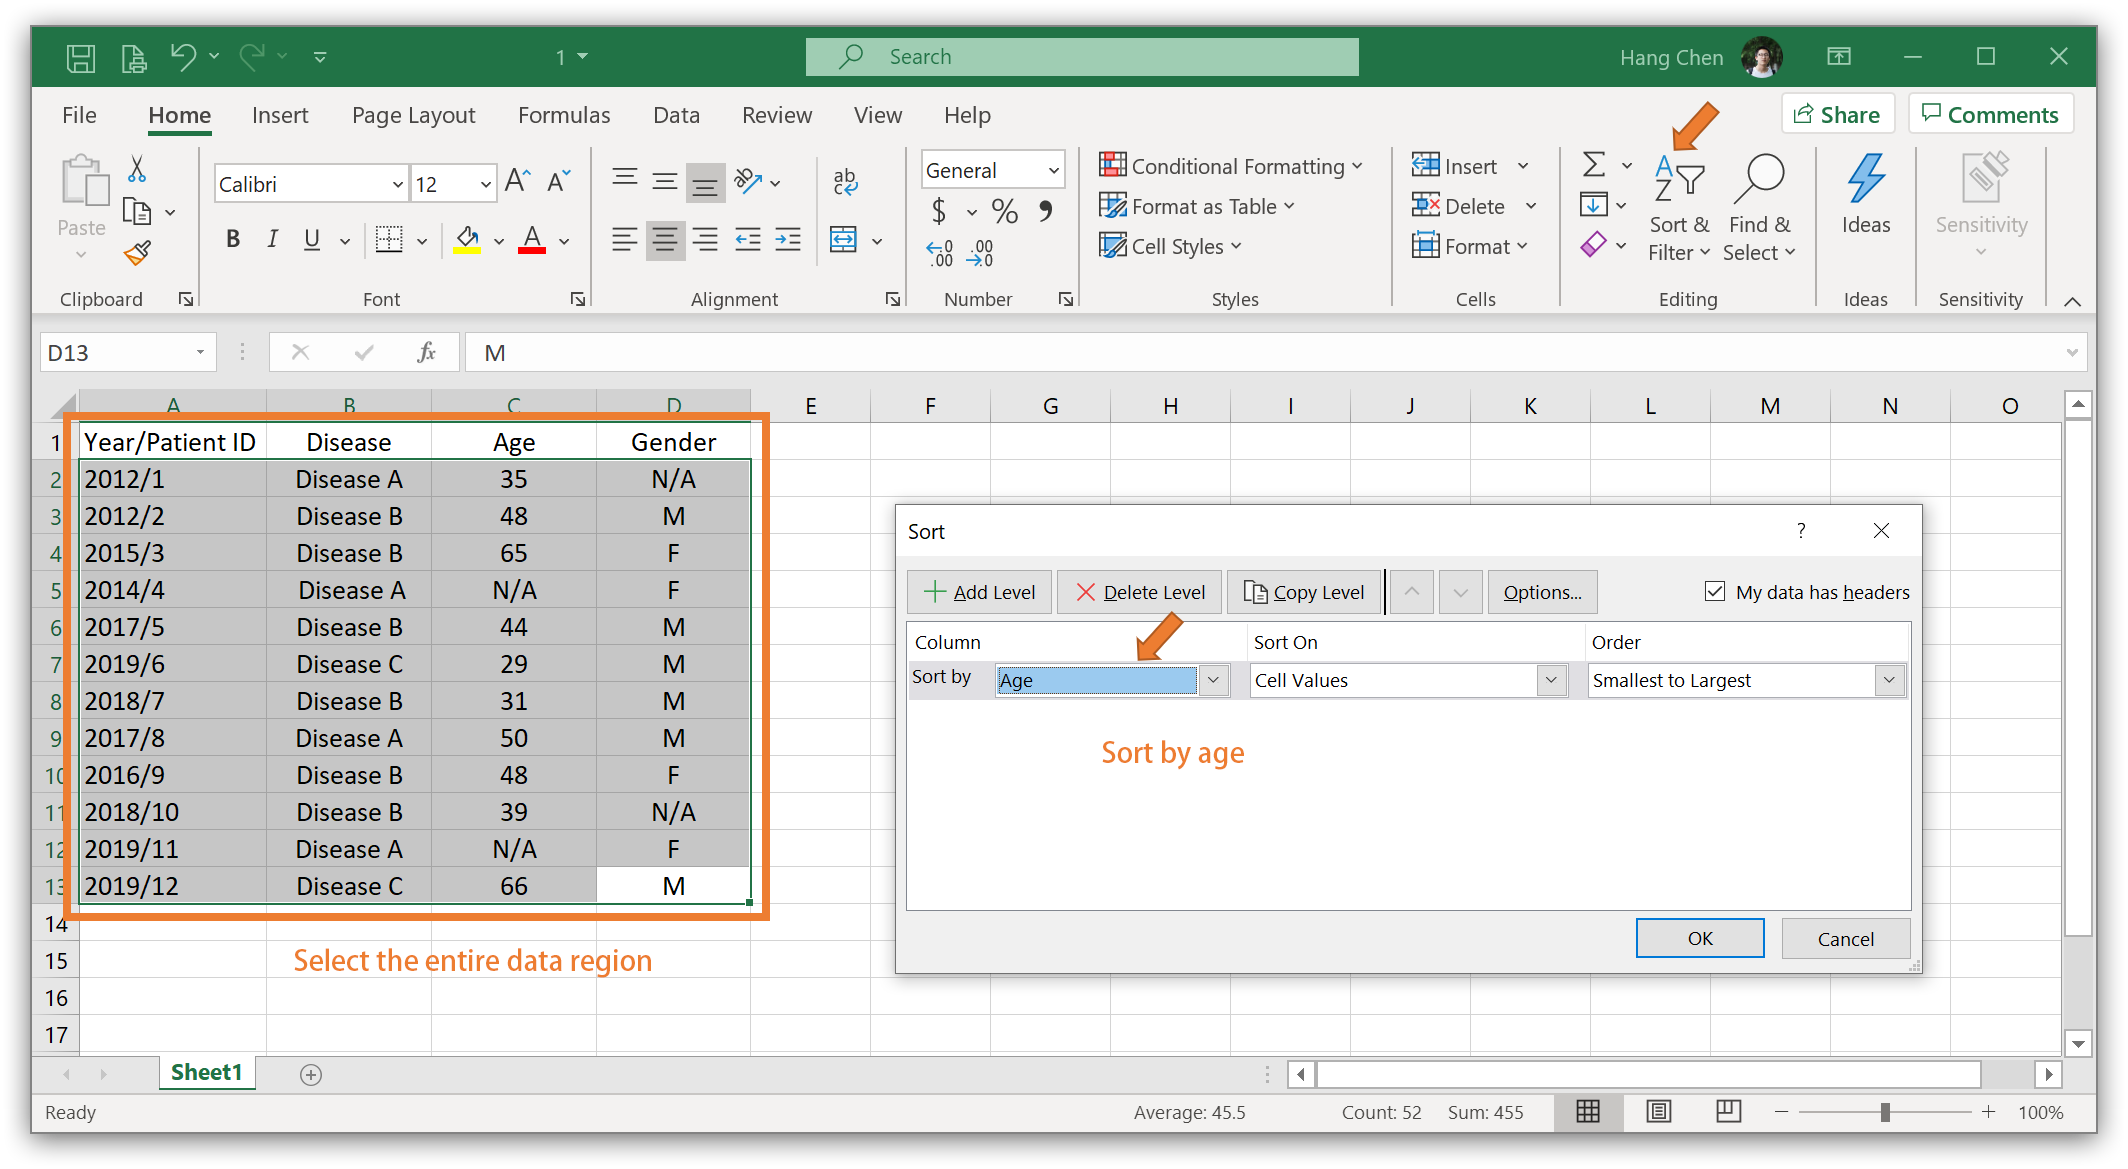 1
Search
Hang Chen
File Home Insert Page Layout Formulas Data Review View Help Share Comments
Paste
Calibri 12
B I U A
ab
c
General
$ % 9
.00 .00
Conditional Formatting
Format as Table
Cell Styles
Insert
Delete
Format
Σ
A
Z
Sort & Filter
Find & Select
Ideas
Sensitivity
Clipboard Font Alignment Number Styles Cells Editing Ideas Sensitivity
D13 fx M
A B C D E F G H I J K L M N O
1 Year/Patient ID Disease Age Gender
2 2012/1 Disease A 35 N/A
3 2012/2 Disease B 48 M
4 2015/3 Disease B 65 F
5 2014/4 Disease A N/A F
6 2017/5 Disease B 44 M
7 2019/6 Disease C 29 M
8 2018/7 Disease B 31 M
9 2017/8 Disease A 50 M
10 2016/9 Disease B 48 F
11 2018/10 Disease B 39 N/A
12 2019/11 Disease A N/A F
13 2019/12 Disease C 66 M
14
15
16
17
Select the entire data region
Sort ?
Add Level Delete Level Copy Level Options... My data has headers
Column Sort On Order
Sort by Age Cell Values Smallest to Largest
Sort by age
OK Cancel
Sheet1
Ready Average: 45.5 Count: 52 Sum: 455 100%